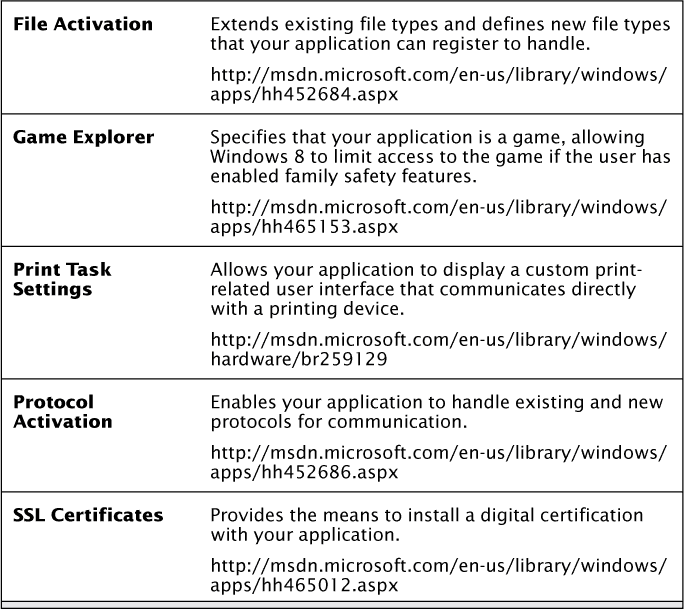 File Activation
Extends existing file types and defines new file types
that your application can register to handle.
http://msdn.microsoft.com/en-us/library/windows/
apps/hh452684.aspx
Game Explorer
Specifies that your application is a game, allowing
Windows 8 to limit access to the game if the user has
enabled family safety features.
http://msdn.microsoft.com/en-us/library/windows/
apps/hh465153.aspx
Print Task
Settings
Allows your application to display a custom print-
related user interface that communicates directly
with a printing device.
http://msdn.microsoft.com/en-us/library/windows/
hardware/br259129
Protocol
Activation
Enables your application to handle existing and new
protocols for communication.
http://msdn.microsoft.com/en-us/library/windows/
apps/hh452686.aspx
SSL Certificates
Provides the means to install a digital certification
with your application.
http://msdn.microsoft.com/en-us/library/windows/
apps/hh465012.aspx